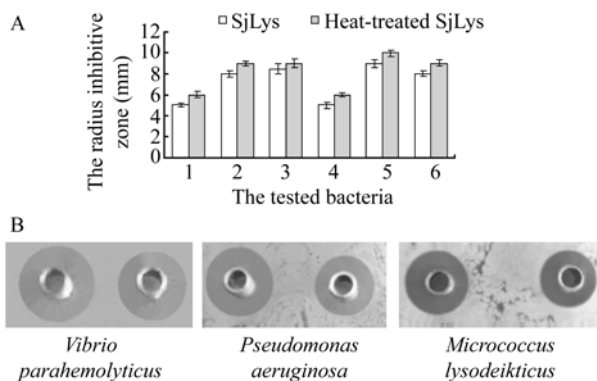 A
SjLys
Heat-treated SjLys
The radius inhibitive
zone (mm)
12
10
8
6
4
2
0
1 2 3 4 5 6
The tested bacteria
B
Vibrio
parahemolyticus
Pseudomonas
aeruginosa
Micrococcus
lysodeikticus